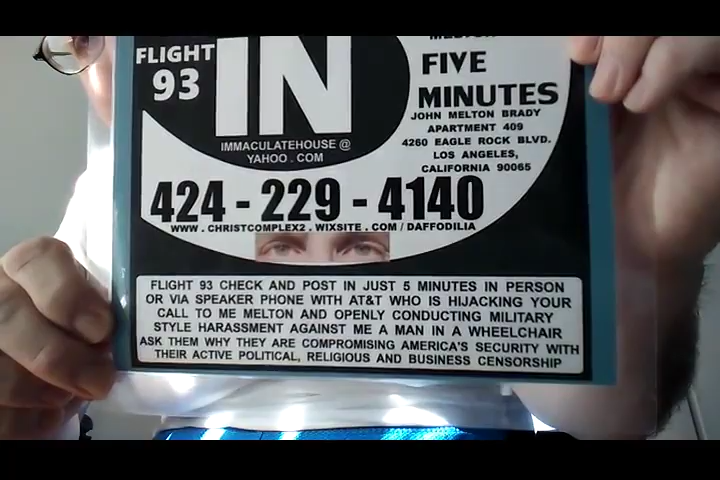 FLIGHT
93
IN
FIVE
MINUTES
JOHN MELTON BRADY
APARTMENT 409
4260 EAGLE ROCK BLVD.
LOS ANGELES,
CALIFORNIA 90065
IMMACULATEHOUSE @
YAHOO . COM
424 - 229 - 4140
WWW . CHRISTCOMPLEX2 . WIXSITE . COM / DAFFODILIA
FLIGHT 93 CHECK AND POST IN JUST 5 MINUTES IN PERSON
OR VIA SPEAKER PHONE WITH AT&T WHO IS HIJACKING YOUR
CALL TO ME MELTON AND OPENLY CONDUCTING MILITARY
STYLE HARASSMENT AGAINST ME A MAN IN A WHEELCHAIR
ASK THEM WHY THEY ARE COMPROMISING AMERICA'S SECURITY WITH
THEIR ACTIVE POLITICAL, RELIGIOUS AND BUSINESS CENSORSHIP